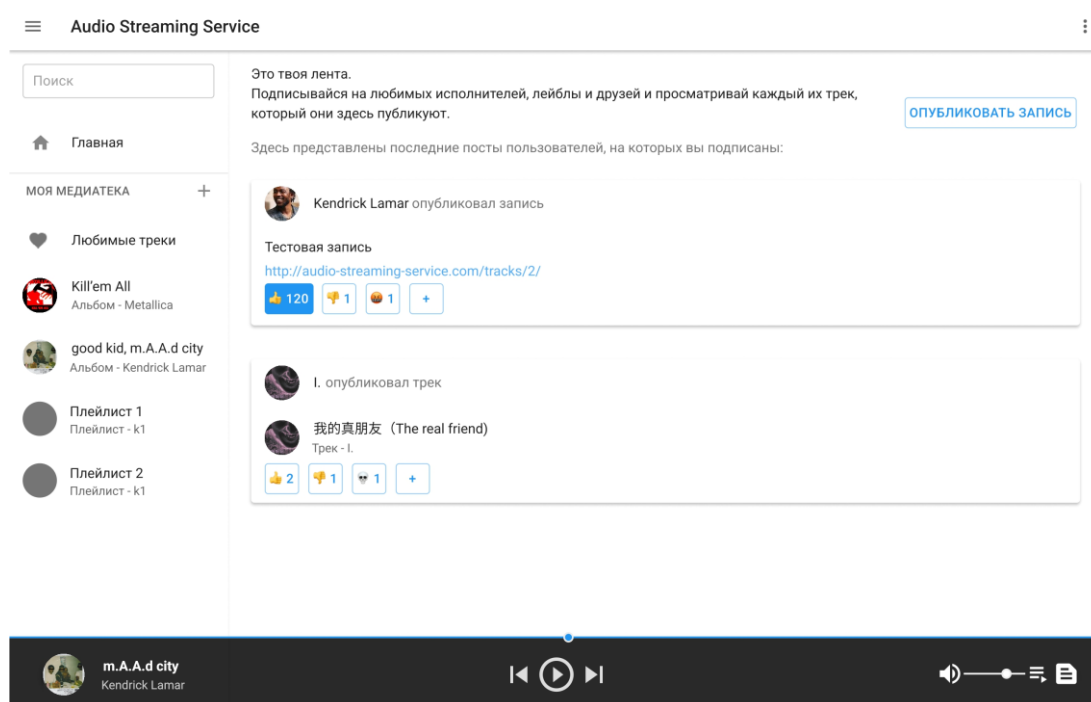 Audio Streaming Service
Поиск
Главная
МОЯ МЕДИАТЕКА
Любимые треки
Kill'em All
Альбом - Metallica
good kid, m.A.A.d city
Альбом - Kendrick Lamar
Плейлист 1
Плейлист - k1
Плейлист 2
Плейлист - k1
Это твоя лента.
Подписывайся на любимых исполнителей, лейблы и друзей и просматривай каждый их трек,
который они здесь публикуют.
ОПУБЛИКОВАТЬ ЗАПИСЬ
Здесь представлены последние посты пользователей, на которых вы подписаны:
Kendrick Lamar опубликовал запись
Тестовая запись
http://audio-streaming-service.com/tracks/2/
👍 120 👎 1 🤬 1 +
I. опубликовал трек
我的真朋友（The real friend)
Трек - I.
👍 2 👎 1 💀 1 +
m.A.A.d city
Kendrick Lamar